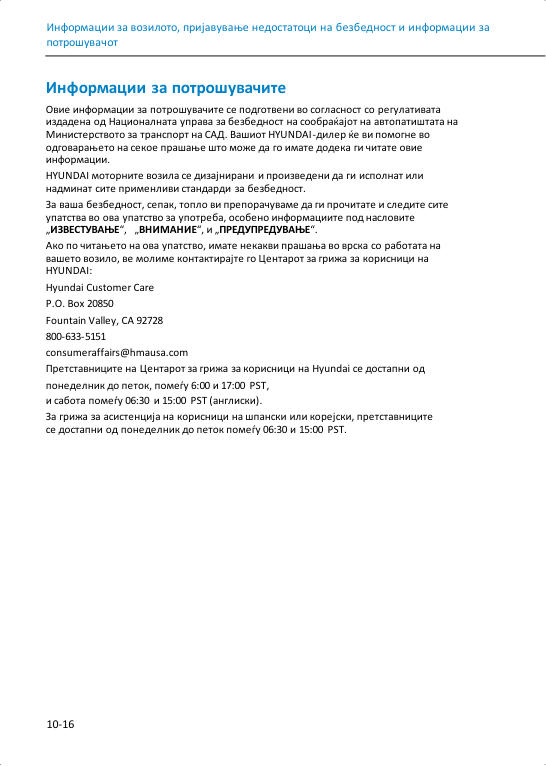 Информации за возилото, пријавување недостатоци на безбедност и информации за
потрошувачот
Информации за потрошувачите
Овие информации за потрошувачите се подготвени во согласност со регулативата
издадена од Националната управа за безбедност на сообраќајот на автопатиштата на
Министерството за транспорт на САД. Вашиот HYUNDAI-дилер ќе ви помогне во
одговарањето на секое прашање што може да го имате додека ги читате овие
информации.
HYUNDAI моторните возила се дизајнирани и произведени да ги исполнат или
надминат сите применливи стандарди за безбедност.
За ваша безбедност, сепак, топло ви препорачуваме да ги прочитате и следите сите
упатства во ова упатство за употреба, особено информациите под насловите
„ИЗВЕСТУВАЊЕ“, „ВНИМАНИЕ“, и „ПРЕДУПРЕДУВАЊЕ“.
Ако по читањето на ова упатство, имате некакви прашања во врска со работата на
вашето возило, ве молиме контактирајте го Центарот за грижа за корисници на
HYUNDAI:
Hyundai Customer Care
P.O. Box 20850
Fountain Valley, CA 92728
800-633-5151
consumeraffairs@hmausa.com
Претставниците на Центарот за грижа за корисници на Hyundai се достапни од
понеделник до петок, помеѓу 6:00 и 17:00 PST,
и сабота помеѓу 06:30 и 15:00 PST (англиски).
За грижа за асистенција на корисници на шпански или корејски, претставниците
се достапни од понеделник до петок помеѓу 06:30 и 15:00 PST.
10-16